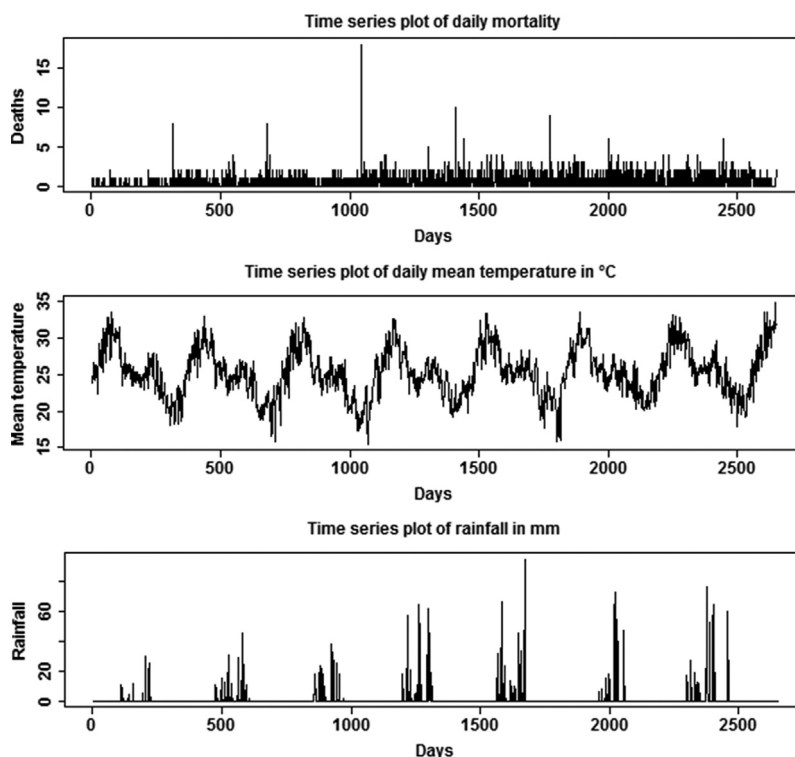 Time series plot of daily mortality
Deaths
15
10
5
0
0 500 1000 1500 2000 2500
Days
Time series plot of daily mean temperature in °C
Mean temperature
35
30
25
20
15
0 500 1000 1500 2000 2500
Days
Time series plot of rainfall in mm
Rainfall
60
20
0
0 500 1000 1500 2000 2500
Days